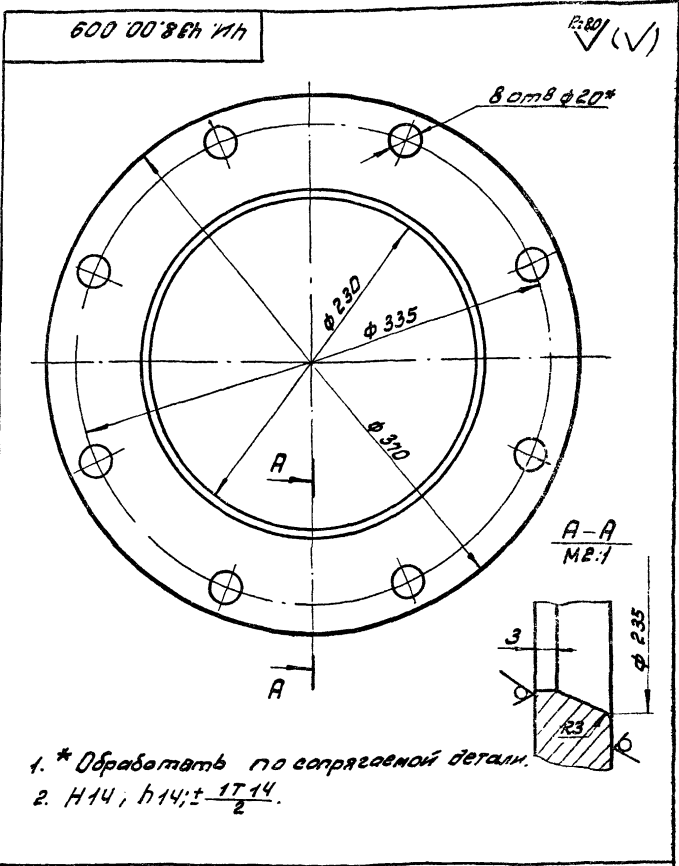 ЧИ. 438.00.009
Rz80 (√)
8 отв ф20*
ф230
ф335
ф370
А
А
А-А
М2:1
3
ф235
R3
1. * Обработать по сопрягаемой детали.
2. H14; h14; ± IT14/2.